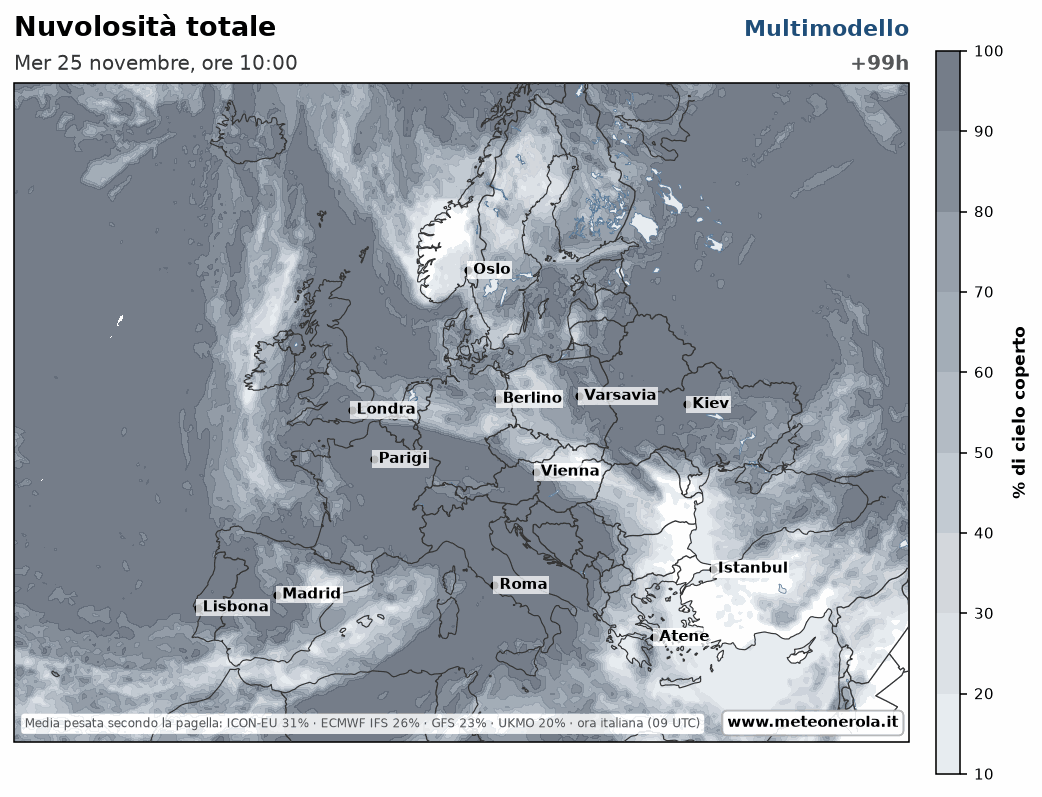 Nuvolosità totale
Multimodello
Mer 25 novembre, ore 10:00
+99h
100
90
80
70
60
50
40
30
20
10
% di cielo coperto
Oslo
Londra
Berlino
Varsavia
Kiev
Parigi
Vienna
Istanbul
Roma
Madrid
Lisbona
Atene
Media pesata secondo la pagella: ICON-EU 31% · ECMWF IFS 26% · GFS 23% · UKMO 20% · ora italiana (09 UTC)
www.meteonerola.it